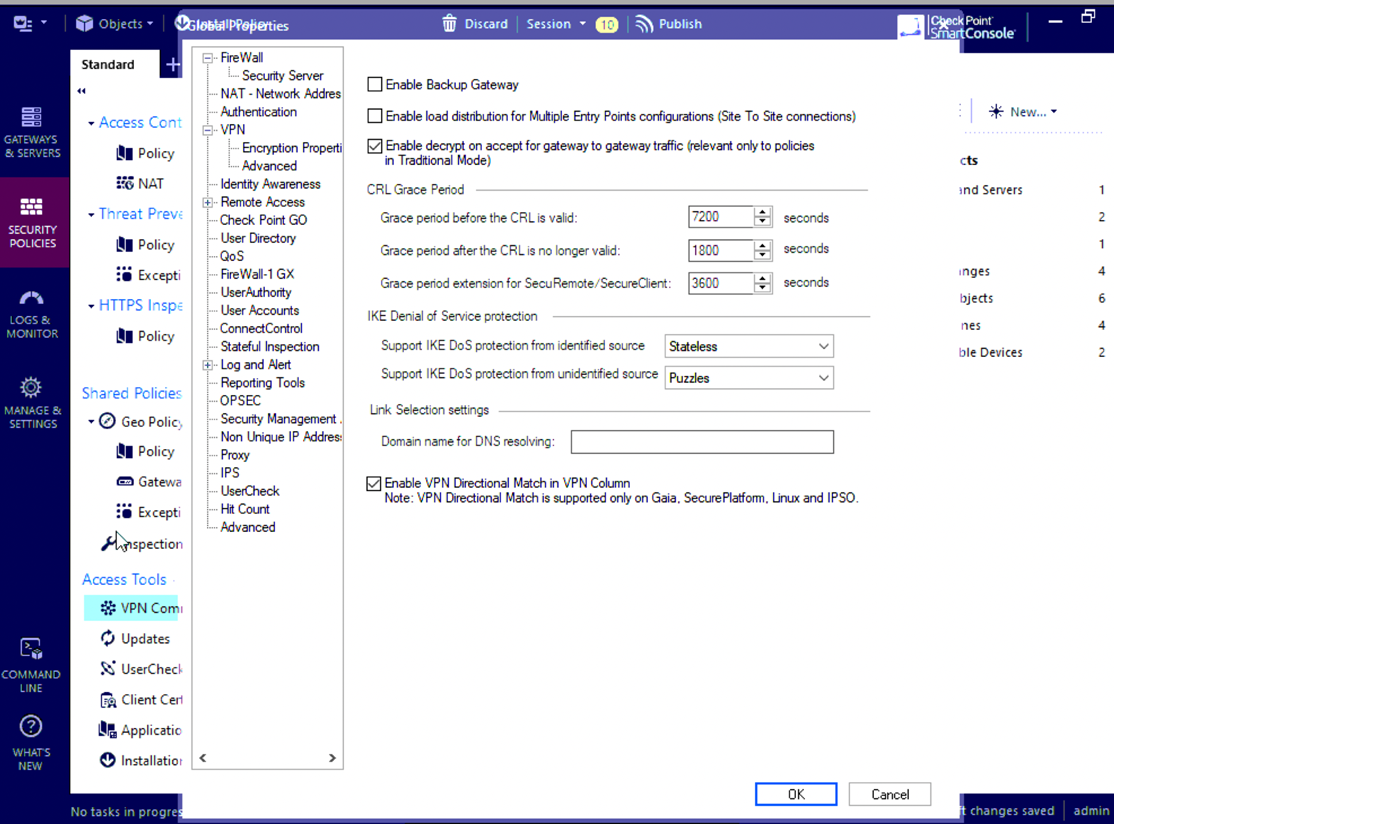 Objects
Install Policy
Global Properties
Discard
Session
10
Publish
Check Point
SmartConsole
Standard
GATEWAYS
& SERVERS
SECURITY
POLICIES
LOGS &
MONITOR
MANAGE &
SETTINGS
COMMAND
LINE
WHAT'S
NEW
Access Cont
Policy
NAT
Threat Preve
Policy
Excepti
HTTPS Inspe
Policy
Shared Policies
Geo Policy
Policy
Gatewa
Excepti
Inspection
Access Tools
VPN Com
Updates
UserCheck
Client Cert
Applicatio
Installation
No tasks in progres
FireWall
Security Server
NAT - Network Addres
Authentication
VPN
Encryption Properti
Advanced
Identity Awareness
Remote Access
Check Point GO
User Directory
QoS
FireWall-1 GX
UserAuthority
User Accounts
ConnectControl
Stateful Inspection
Log and Alert
Reporting Tools
OPSEC
Security Management .
Non Unique IP Address
Proxy
IPS
UserCheck
Hit Count
Advanced
Enable Backup Gateway
Enable load distribution for Multiple Entry Points configurations (Site To Site connections)
Enable decrypt on accept for gateway to gateway traffic (relevant only to policies
in Traditional Mode)
CRL Grace Period
Grace period before the CRL is valid: 7200 seconds
Grace period after the CRL is no longer valid: 1800 seconds
Grace period extension for SecuRemote/SecureClient: 3600 seconds
IKE Denial of Service protection
Support IKE DoS protection from identified source Stateless
Support IKE DoS protection from unidentified source Puzzles
Link Selection settings
Domain name for DNS resolving:
Enable VPN Directional Match in VPN Column
Note: VPN Directional Match is supported only on Gaia, SecurePlatform, Linux and IPSO.
OK
Cancel
New...
cts
and Servers 1
2
1
nges 4
bjects 6
nes 4
ble Devices 2
ft changes saved
admin